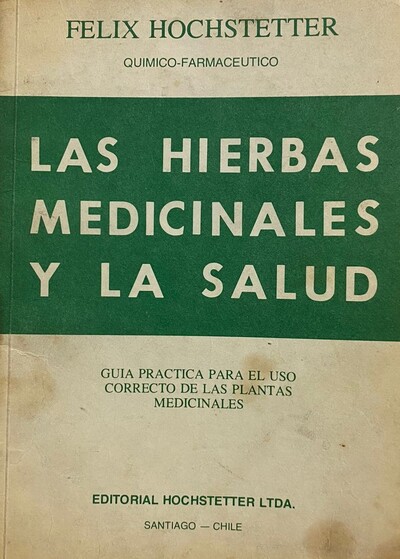 FELIX HOCHSTETTER
QUIMICO-FARMACEUTICO
LAS HIERBAS
MEDICINALES
Y LA SALUD
GUIA PRACTICA PARA EL USO
CORRECTO DE LAS PLANTAS
MEDICINALES
EDITORIAL HOCHSTETTER LTDA.
SANTIAGO — CHILE